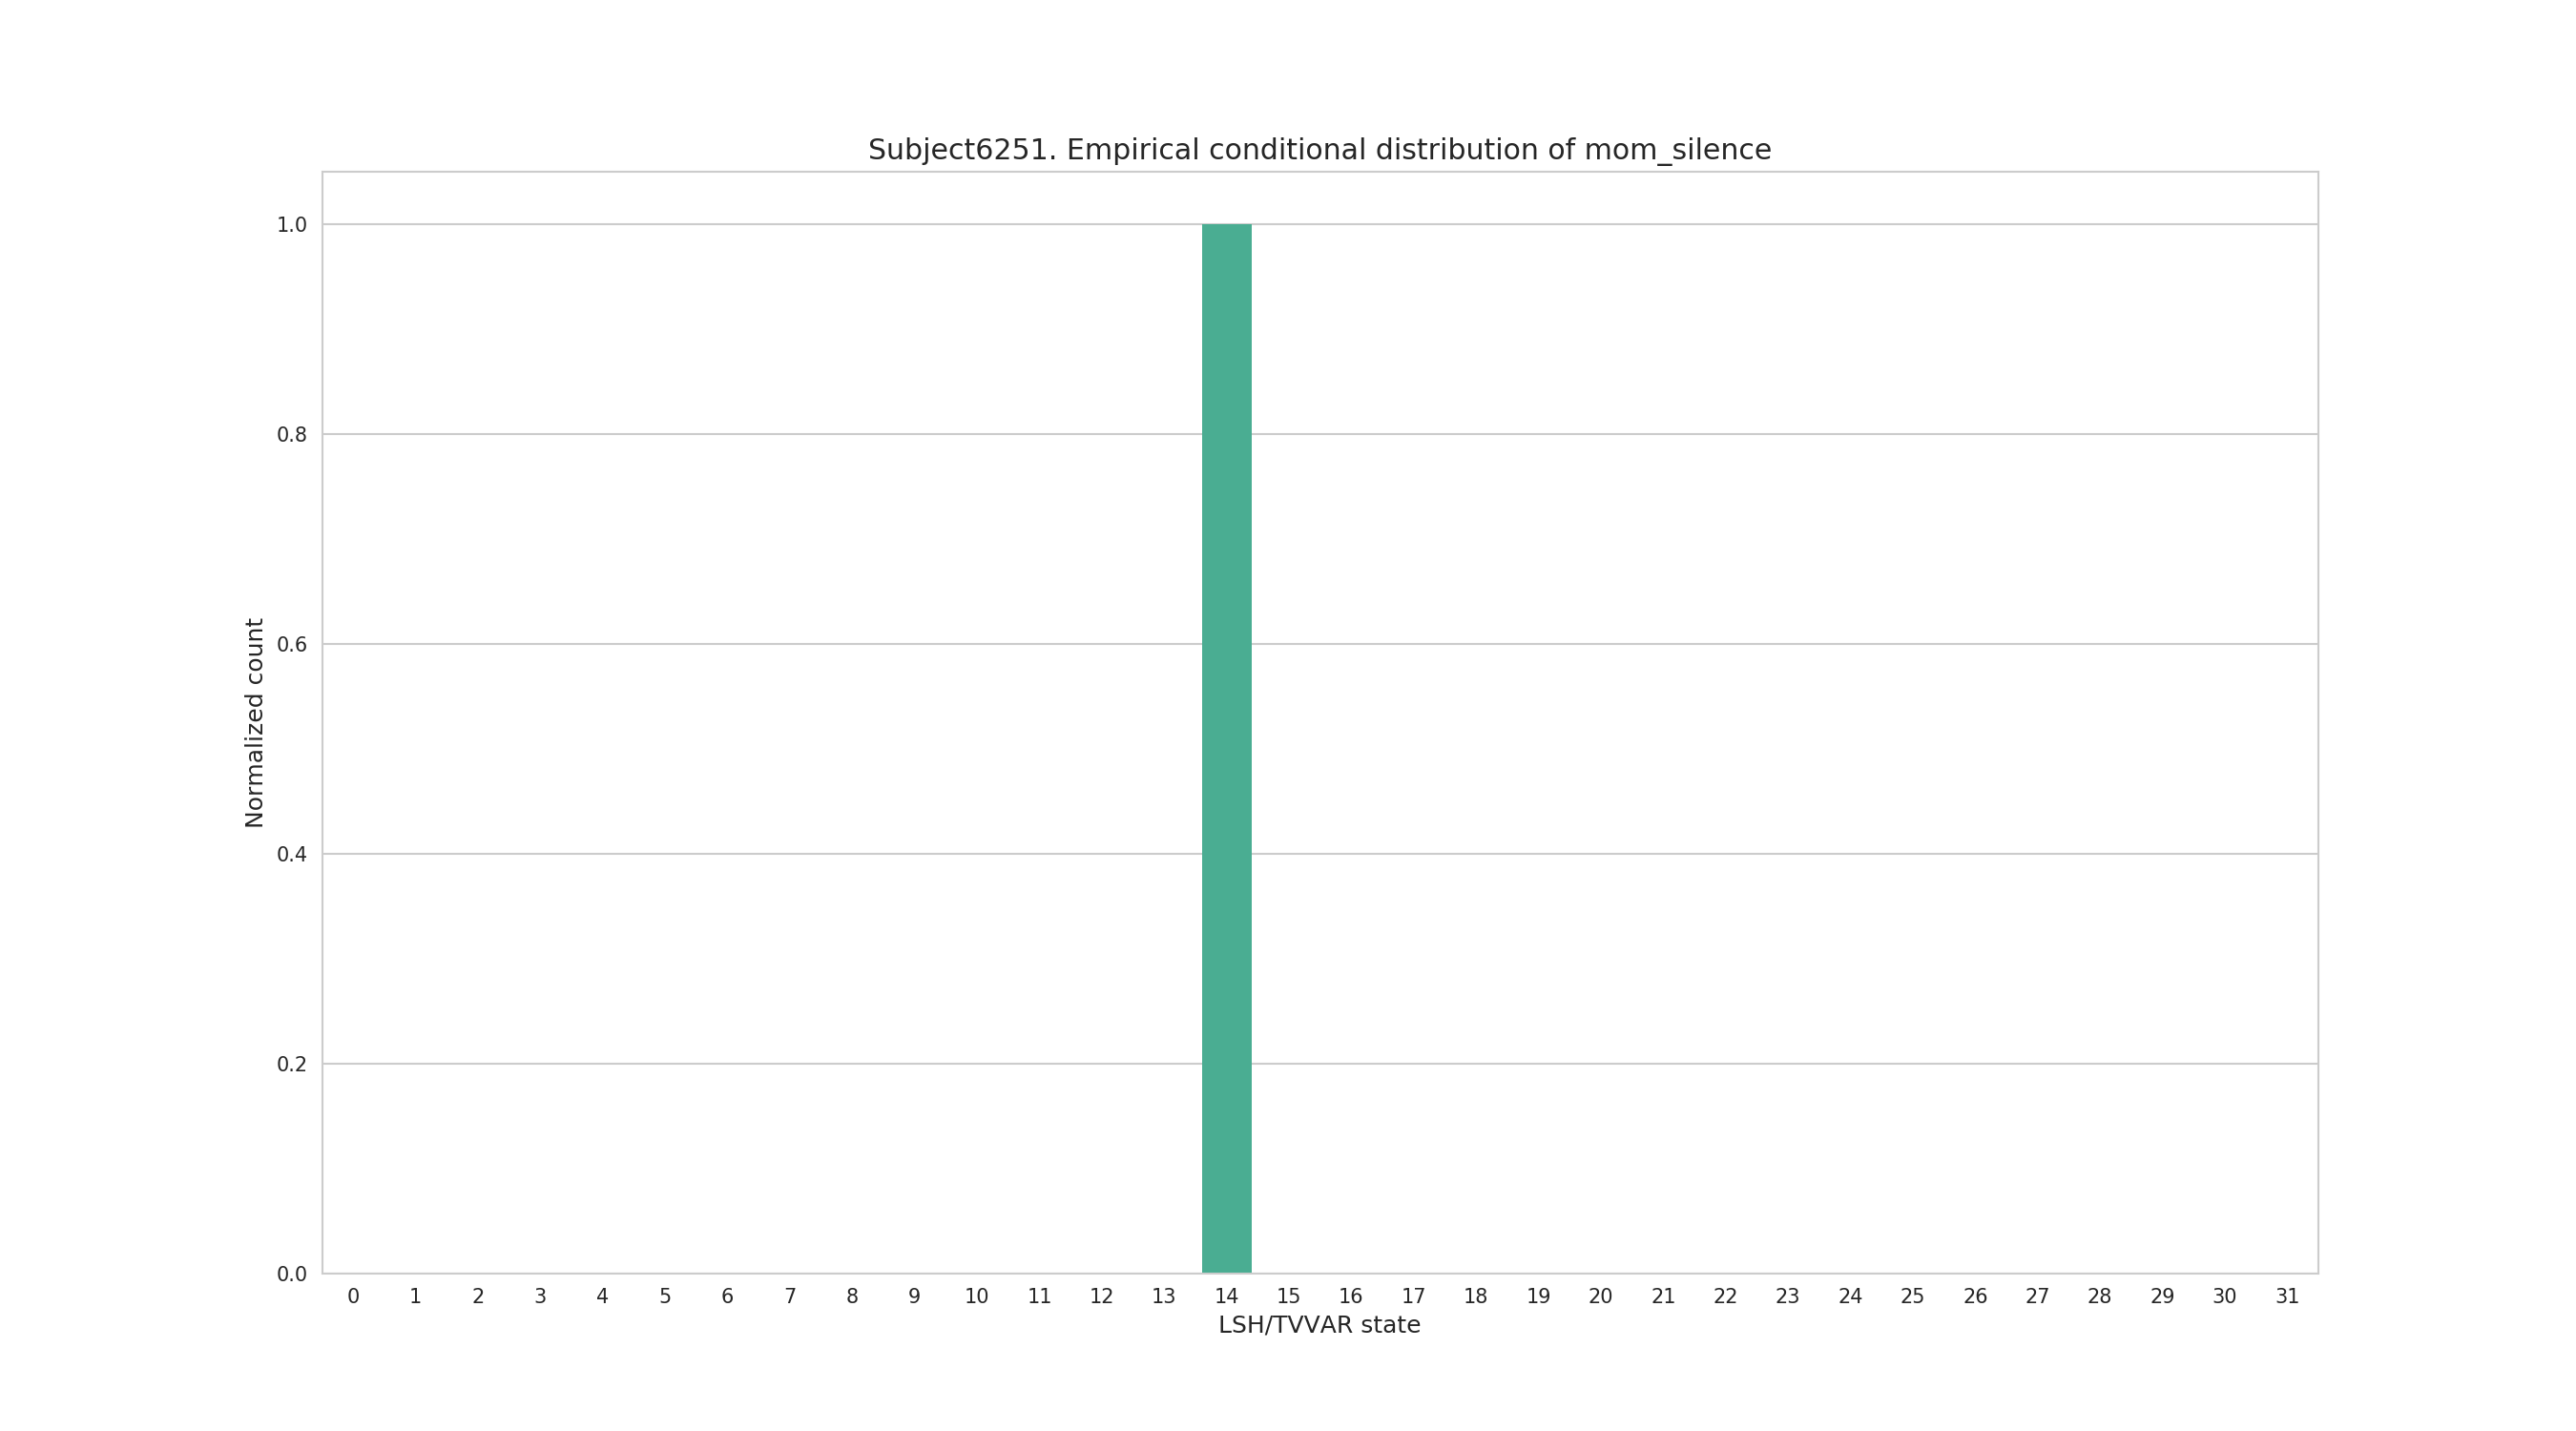 Subject6251. Empirical conditional distribution of mom_silence
1.0
0.8
0.6
0.4
0.2
0.0
Normalized count
0 1 2 3 4 5 6 7 8 9 10 11 12 13 14 15 16 17 18 19 20 21 22 23 24 25 26 27 28 29 30 31
LSH/TVVAR state